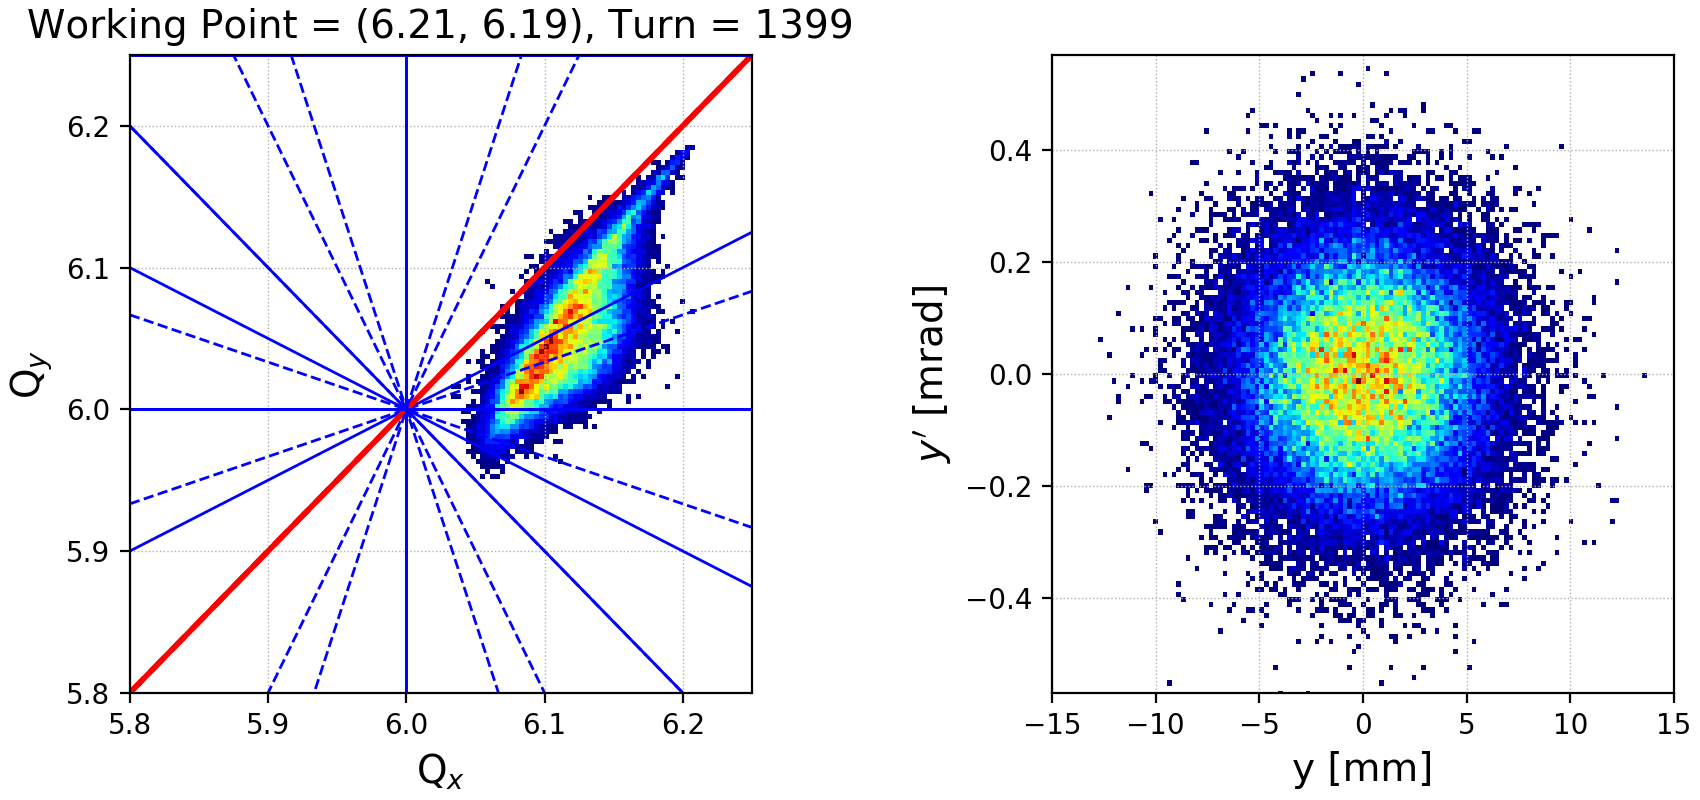 Working Point = (6.21, 6.19), Turn = 1399
Q_y
6.2
6.1
6.0
5.9
5.8
5.8 5.9 6.0 6.1 6.2
Q_x
y′ [mrad]
0.4
0.2
0.0
−0.2
−0.4
−15 −10 −5 0 5 10 15
y [mm]